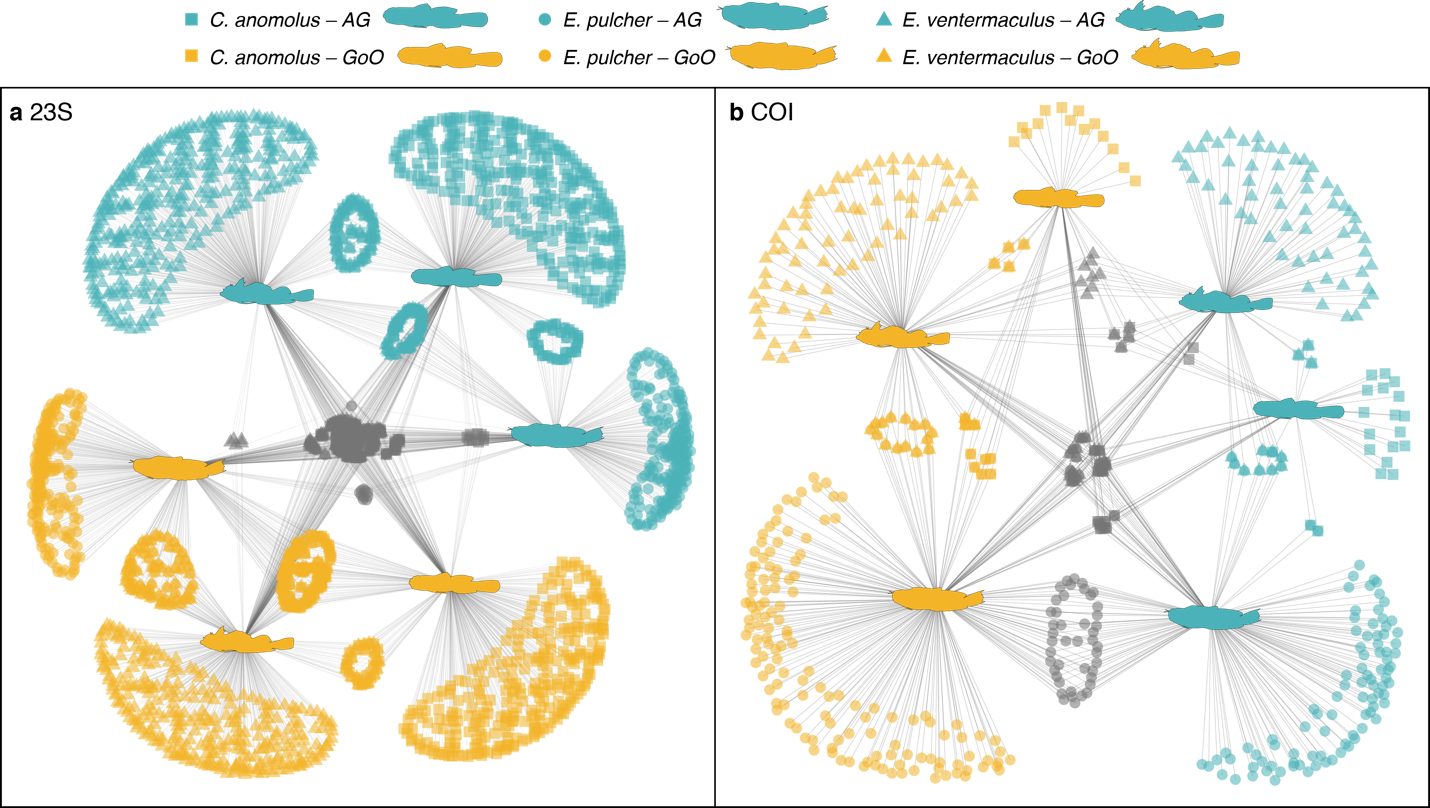 C. anomolus – AG E. pulcher – AG E. ventermaculus – AG
C. anomolus – GoO E. pulcher – GoO E. ventermaculus – GoO
a 23S b COI